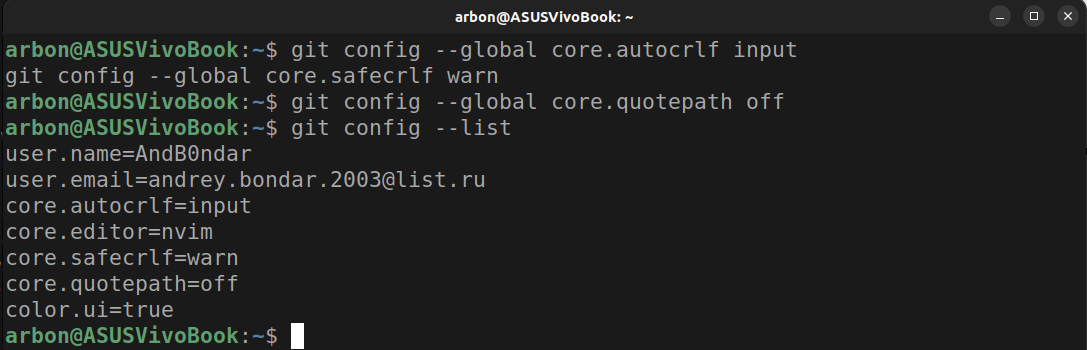 arbon@ASUSVivoBook: ~
arbon@ASUSVivoBook:~$ git config --global core.autocrlf input
git config --global core.safecrlf warn
arbon@ASUSVivoBook:~$ git config --global core.quotepath off
arbon@ASUSVivoBook:~$ git config --list
user.name=AndB0ndar
user.email=andrey.bondar.2003@list.ru
core.autocrlf=input
core.editor=nvim
core.safecrlf=warn
core.quotepath=off
color.ui=true
arbon@ASUSVivoBook:~$